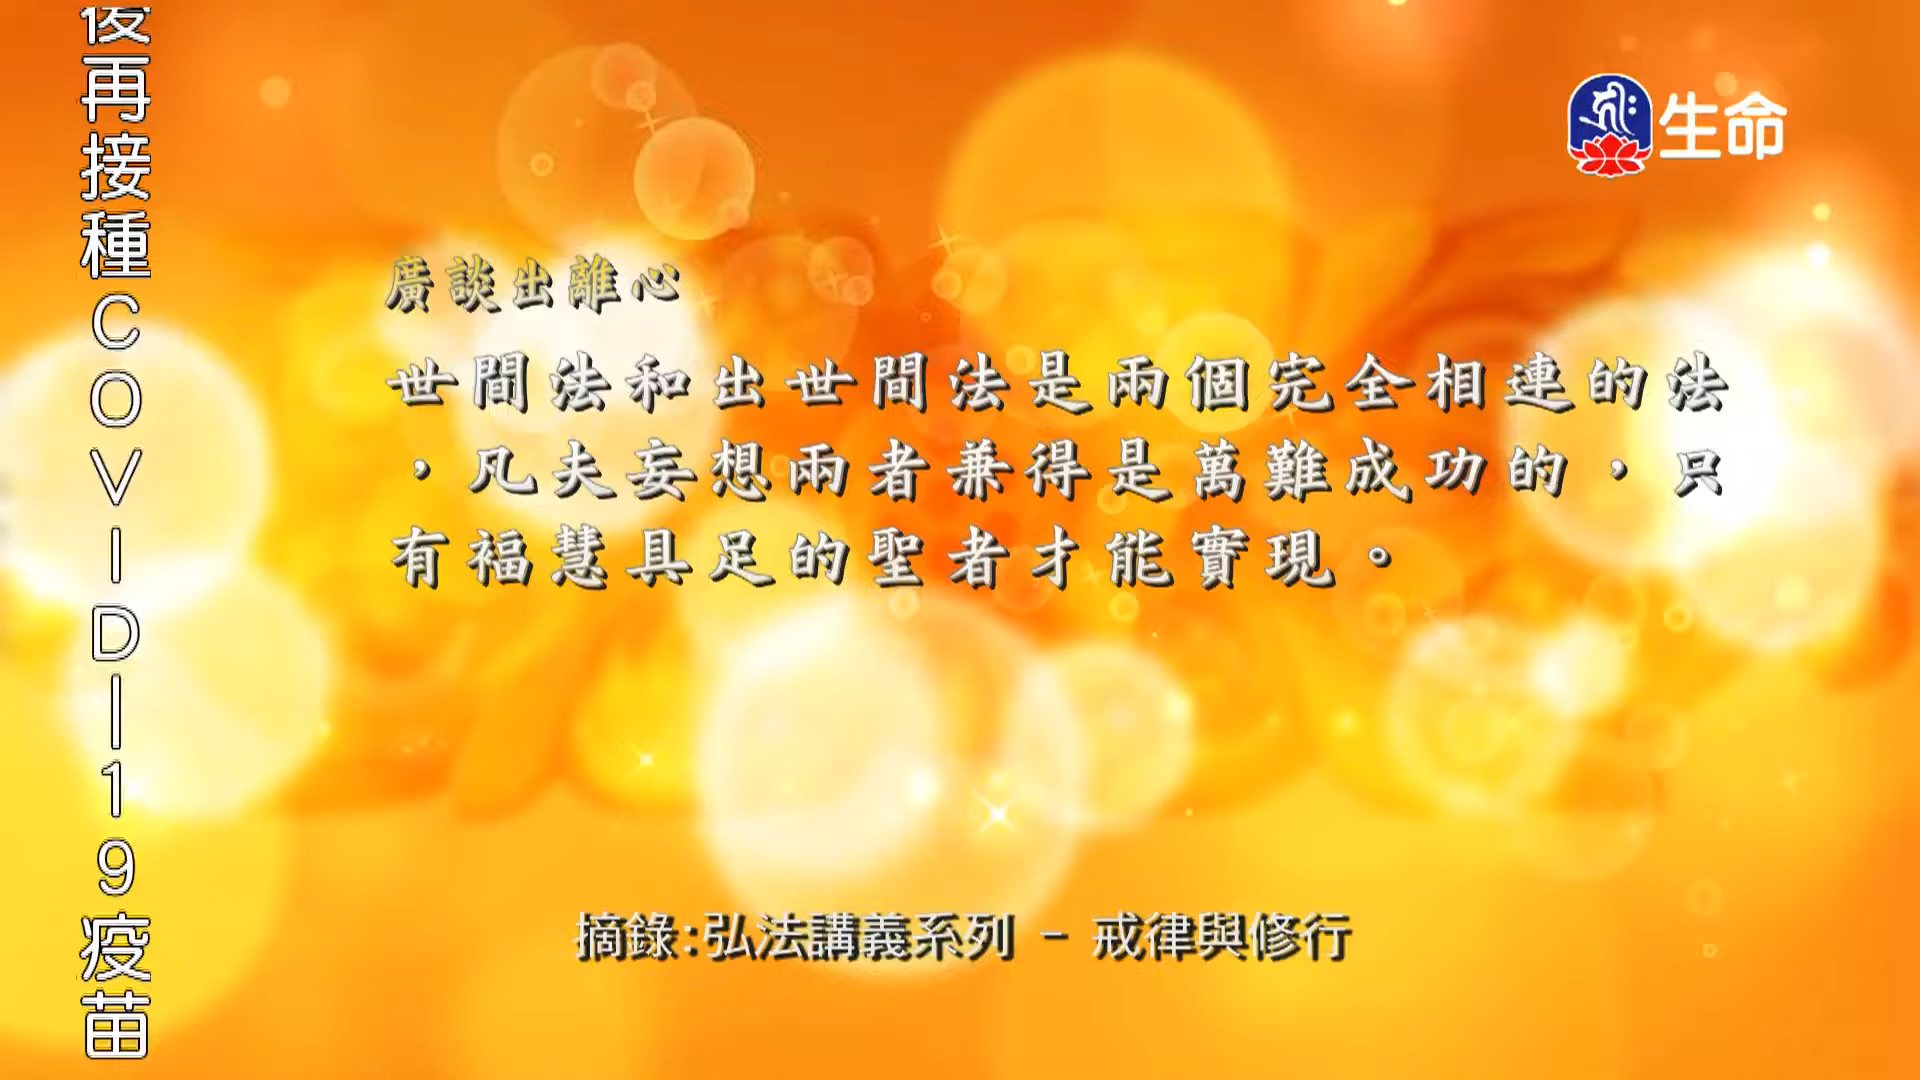 後再接種COVID-19疫苗
生命
廣談出離心
世間法和出世間法是兩個完全相連的法
，凡夫妄想兩者兼得是萬難成功的，只
有福慧具足的聖者才能實現。
摘錄:弘法講義系列 - 戒律與修行